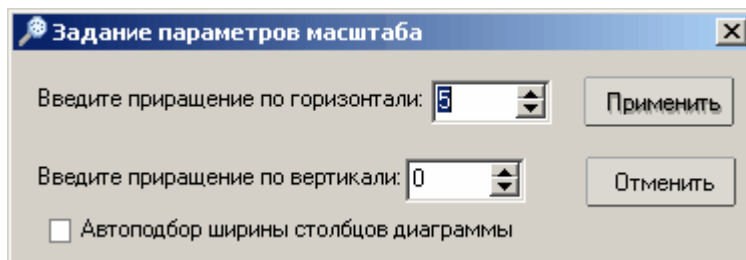 Задание параметров масштаба
Введите приращение по горизонтали: 5
Применить
Введите приращение по вертикали: 0
Отменить
Автоподбор ширины столбцов диаграммы